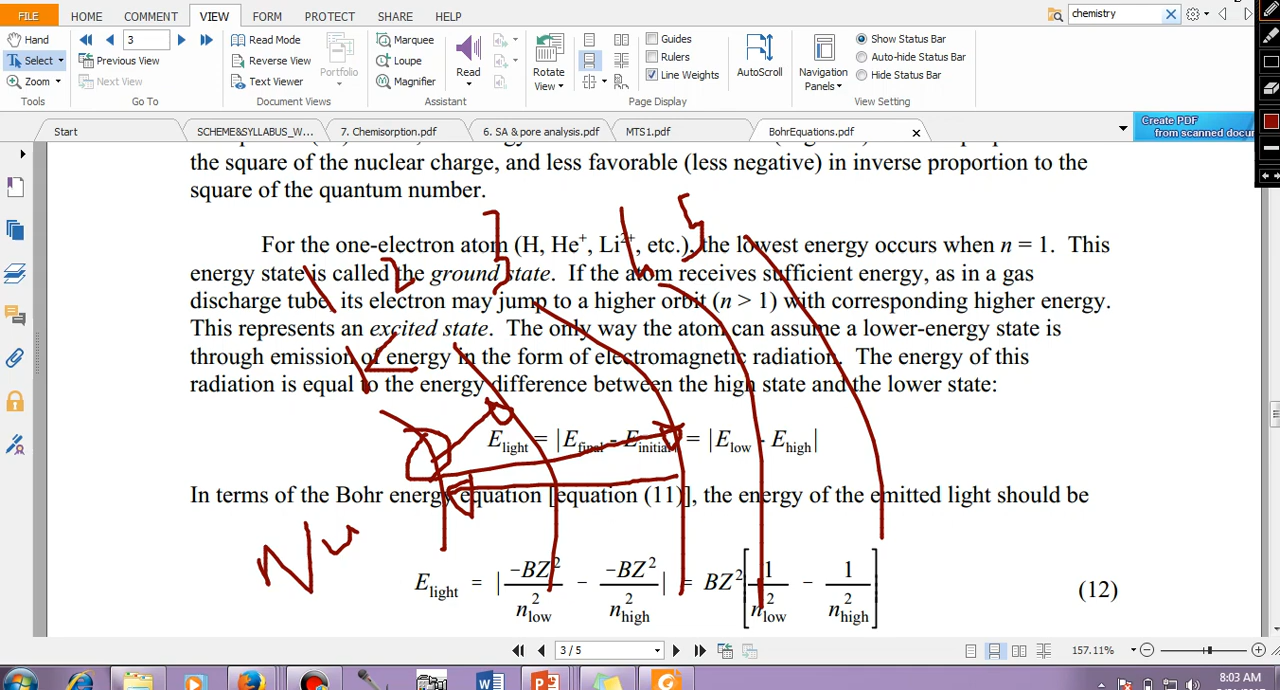 FILE HOME COMMENT VIEW FORM PROTECT SHARE HELP chemistry
Hand 3 Read Mode Marquee Guides Show Status Bar
Select Previous View Reverse View Loupe Rulers Auto-hide Status Bar
Zoom Next View Text Viewer Portfolio Magnifier Read Rotate View Line Weights AutoScroll Navigation Panels Hide Status Bar
Tools Go To Document Views Assistant Page Display View Setting
Start SCHEME&SYLLABUS_W... 7. Chemisorption.pdf 6. SA & pore analysis.pdf MTS1.pdf BohrEquations.pdf Create PDF
from scanned docum
the square of the nuclear charge, and less favorable (less negative) in inverse proportion to the
square of the quantum number.
For the one-electron atom (H, He⁺, Li²⁺, etc.), the lowest energy occurs when n = 1. This
energy state is called the ground state. If the atom receives sufficient energy, as in a gas
discharge tube, its electron may jump to a higher orbit (n > 1) with corresponding higher energy.
This represents an excited state. The only way the atom can assume a lower-energy state is
through emission of energy in the form of electromagnetic radiation. The energy of this
radiation is equal to the energy difference between the high state and the lower state:
E_light = |E_final - E_initial| = |E_low - E_high|
In terms of the Bohr energy equation [equation (11)], the energy of the emitted light should be
E_light = |−BZ²/n²_low − −BZ²/n²_high| = BZ²[1/n²_low − 1/n²_high] (12)
1 2 3 4 5
K
Nu
3 / 5 157.11%
8:03 AM